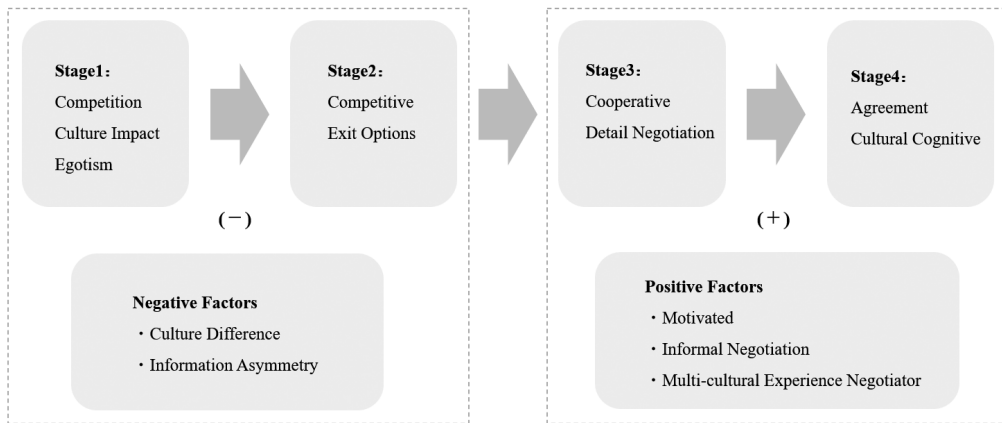 Stage1：
Competition
Culture Impact
Egotism
Stage2：
Competitive
Exit Options
(－)
Negative Factors
・Culture Difference
・Information Asymmetry
Stage3：
Cooperative
Detail Negotiation
Stage4：
Agreement
Cultural Cognitive
(＋)
Positive Factors
・Motivated
・Informal Negotiation
・Multi-cultural Experience Negotiator